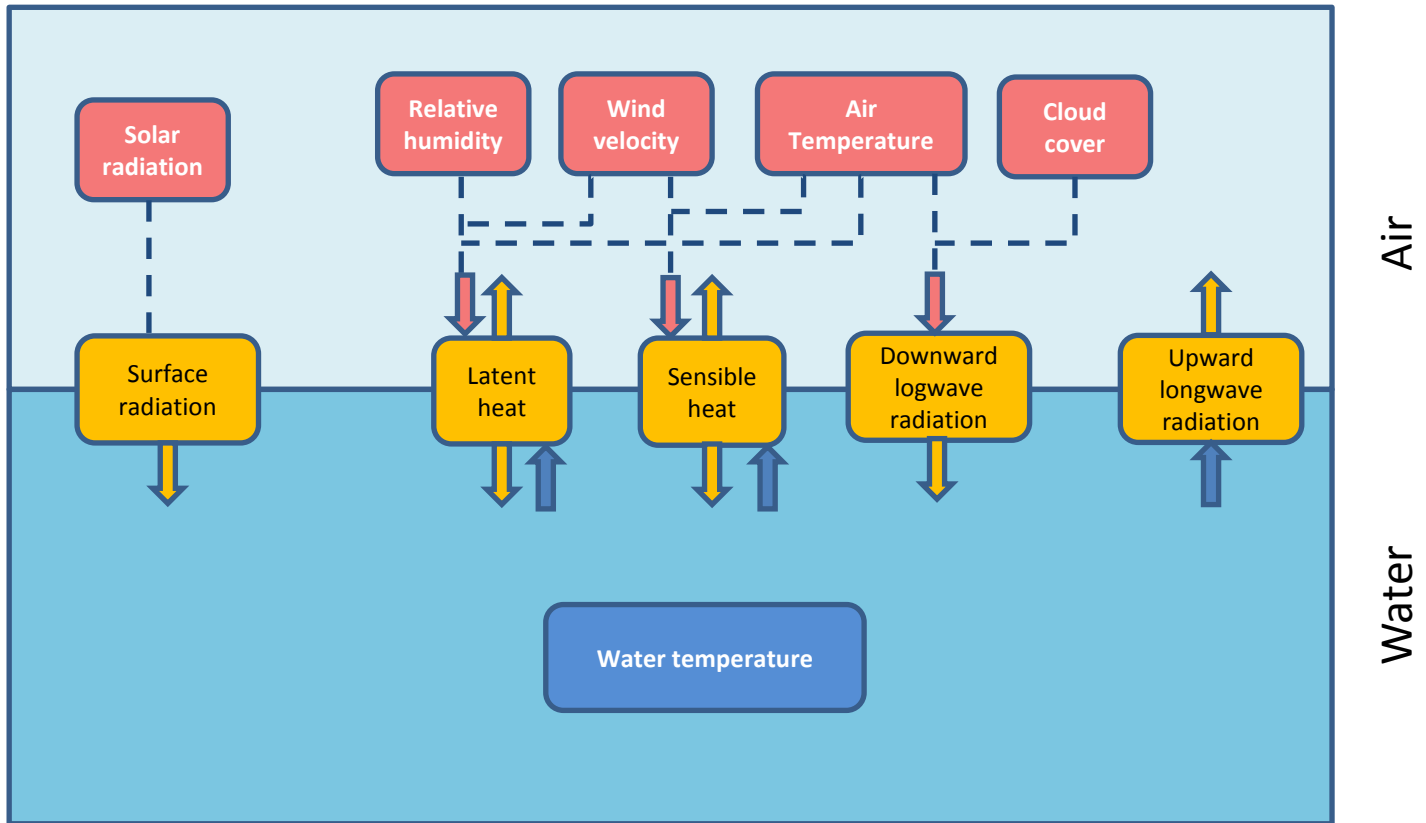 Solar
radiation
Relative
humidity
Wind
velocity
Air
Temperature
Cloud
cover
Air
Surface
radiation
Latent
heat
Sensible
heat
Downward
logwave
radiation
Upward
longwave
radiation
Water temperature
Water